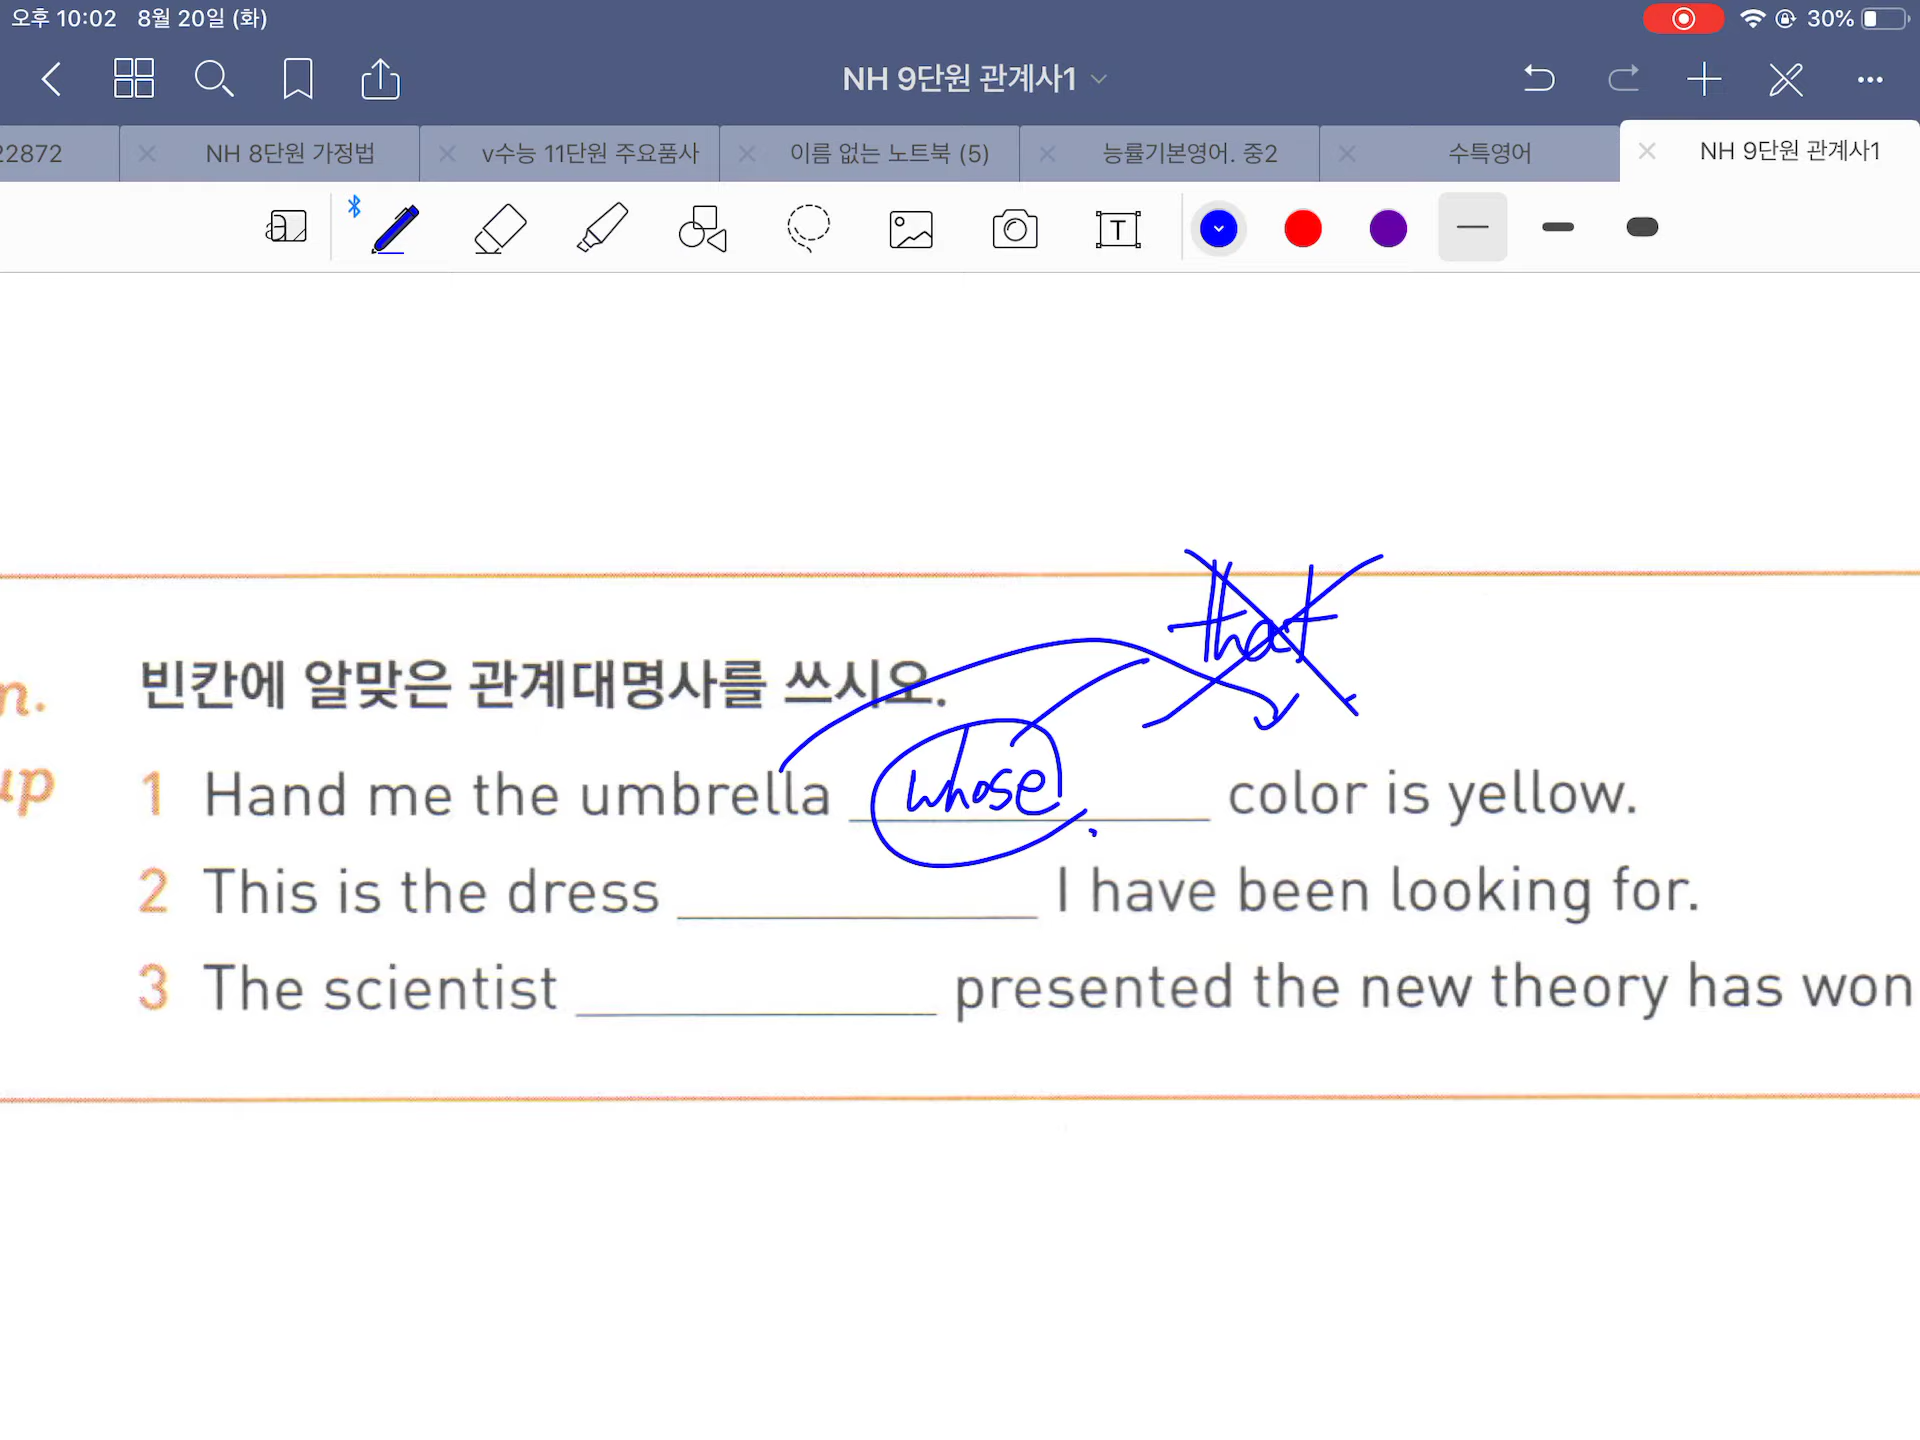 오후 10:02 8월 20일 (화) 30%
NH 9단원 관계사1
22872 NH 8단원 가정법 v수능 11단원 주요품사 이름 없는 노트북 (5) 능률기본영어. 중2 수특영어 NH 9단원 관계사1
T
that
n. 빈칸에 알맞은 관계대명사를 쓰시오.
up 1 Hand me the umbrella whose color is yellow.
2 This is the dress ____________ I have been looking for.
3 The scientist ____________ presented the new theory has won